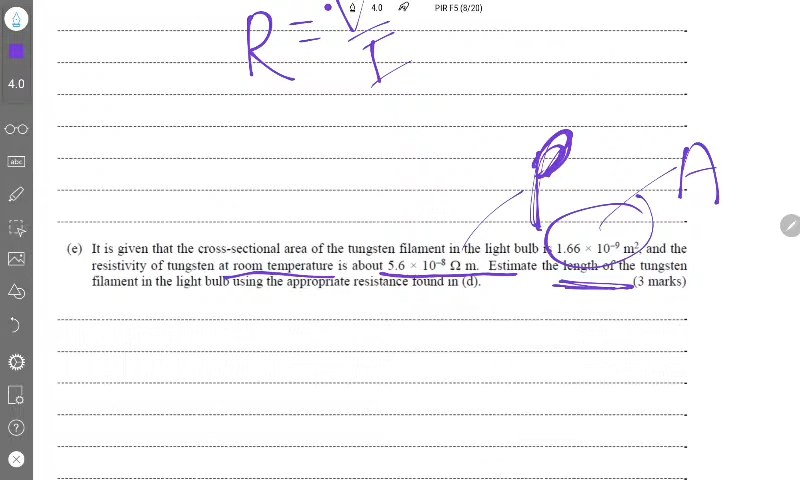 4.0
PIR F5 (8/20)
R = V/I
4.0
abc
ρ
A
(e) It is given that the cross-sectional area of the tungsten filament in the light bulb is 1.66 × 10⁻⁹ m², and the
resistivity of tungsten at room temperature is about 5.6 × 10⁻⁸ Ω m. Estimate the length of the tungsten
filament in the light bulb using the appropriate resistance found in (d). (3 marks)